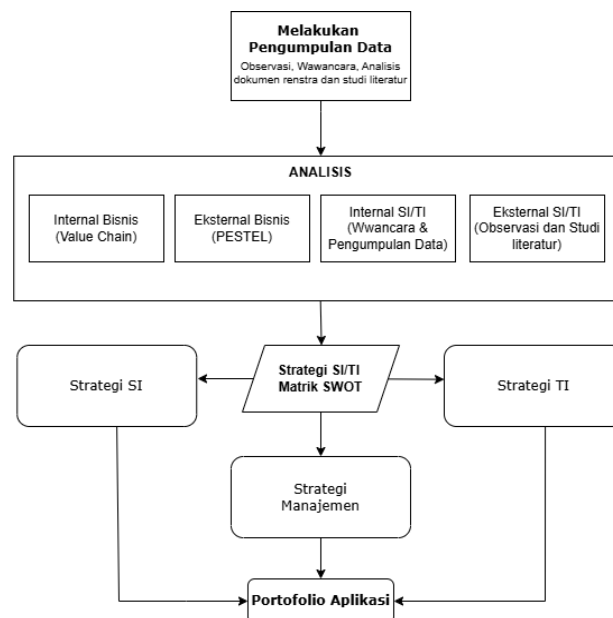 Melakukan
Pengumpulan Data
Observasi, Wawancara, Analisis
dokumen renstra dan studi literatur
ANALISIS
Internal Bisnis
(Value Chain)
Eksternal Bisnis
(PESTEL)
Internal SI/TI
(Wwancara &
Pengumpulan Data)
Eksternal SI/TI
(Observasi dan Studi
literatur)
Strategi SI
Strategi SI/TI
Matrik SWOT
Strategi TI
Strategi
Manajemen
Portofolio Aplikasi